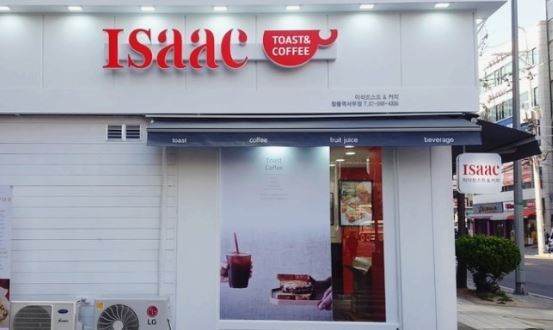 ISaac
TOAST&
COFFEE
이삭토스트 & 커피
toast coffee fruit juice beverage
ISaac
이삭토스트&커피
Toast
Coffee
LG